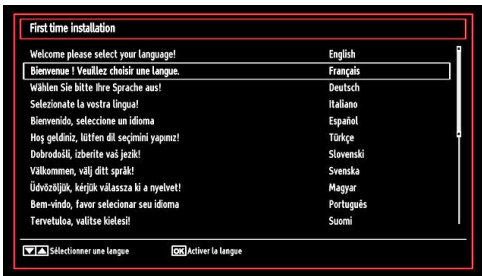 First time installation
Welcome please select your language! English
Bienvenue ! Veuillez choisir une langue. Français
Wählen Sie bitte Ihre Sprache aus! Deutsch
Selezionate la vostra lingua! Italiano
Bienvenido, seleccione un idioma Español
Hoş geldiniz, lütfen dil seçimini yapınız! Türkçe
Dobrodošli, izberite vaš jezik! Slovenski
Välkommen, välj ditt språk! Svenska
Üdvözöljük, kérjük válassza ki a nyelvet! Magyar
Bem-vindo, favor selecionar seu idioma Português
Tervetuloa, valitse kielesi! Suomi
Sélectionner une langue OK Activer la langue